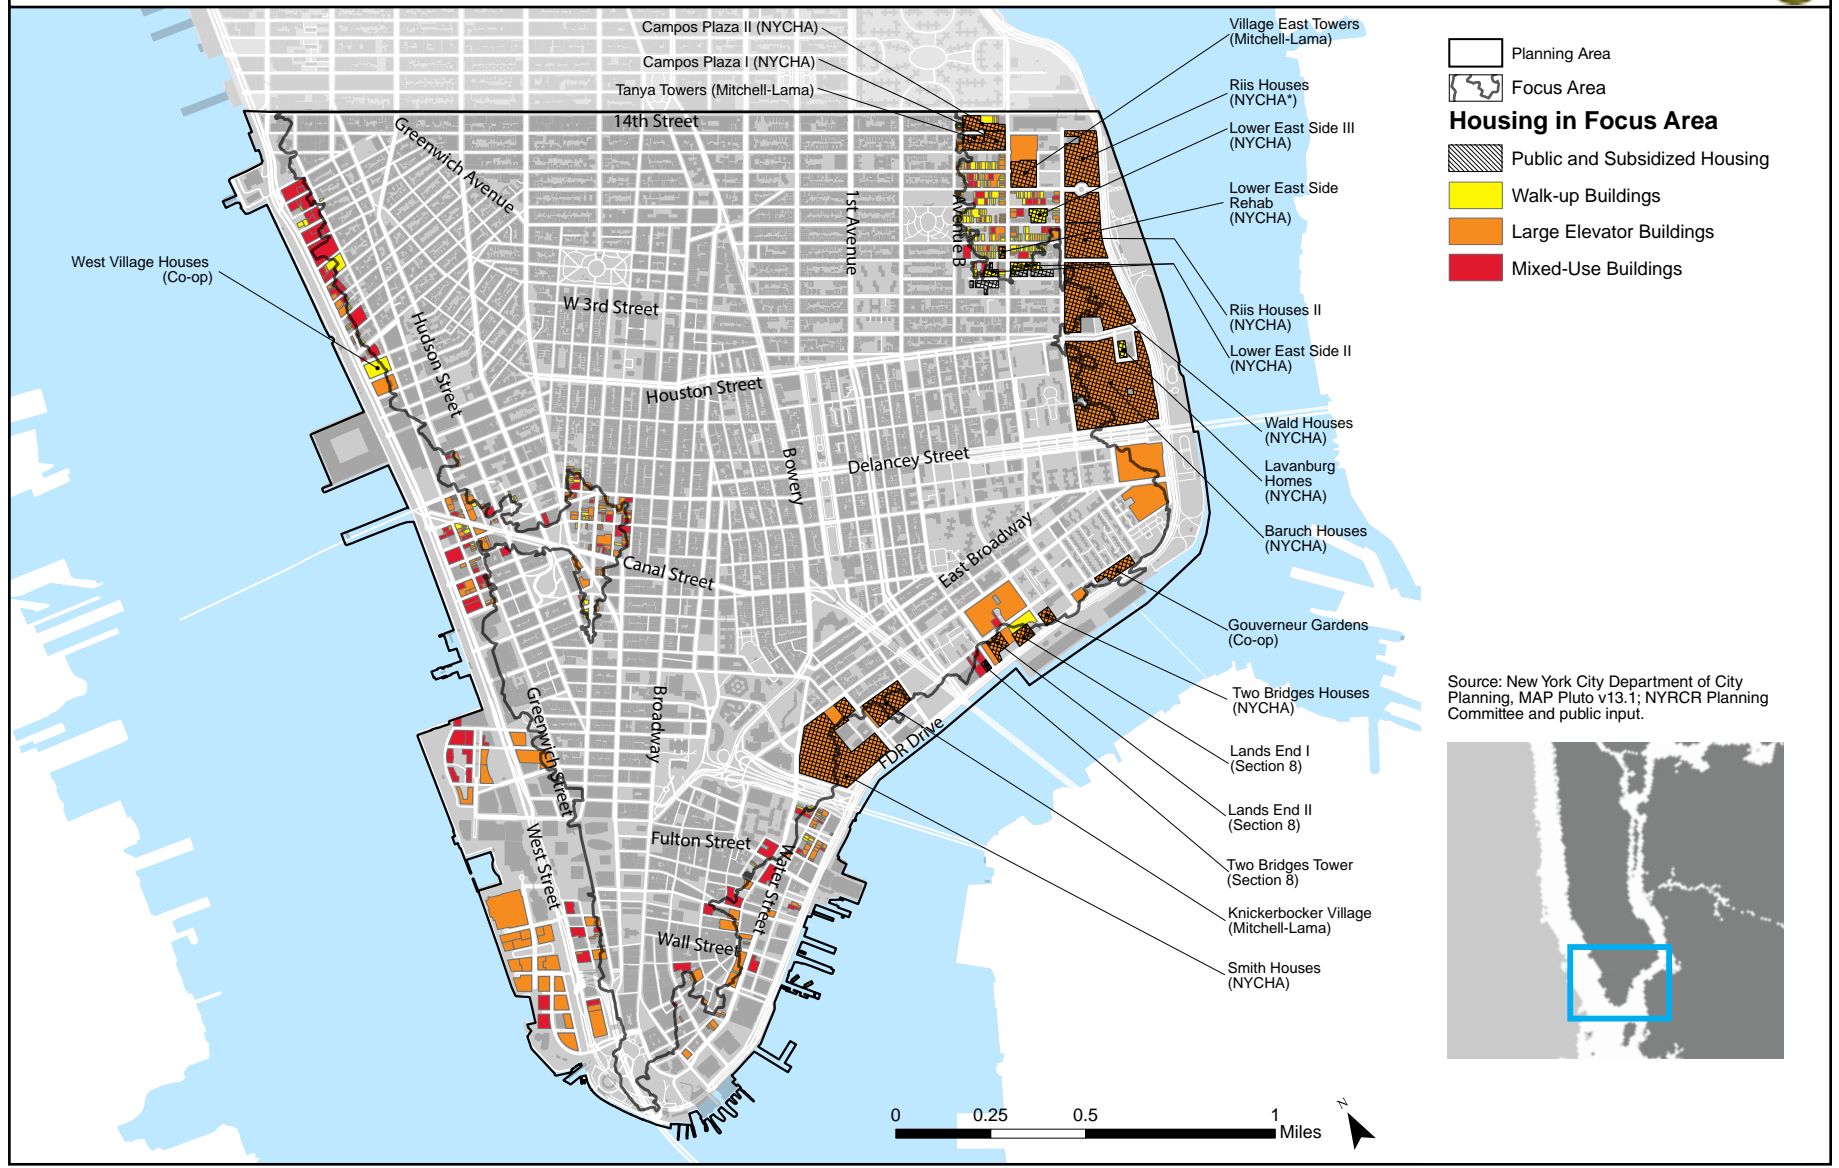 Campos Plaza II (NYCHA)
Campos Plaza I (NYCHA)
Tanya Towers (Mitchell-Lama)
Village East Towers
(Mitchell-Lama)
Riis Houses
(NYCHA*)
Lower East Side III
(NYCHA)
Lower East Side
Rehab
(NYCHA)
Riis Houses II
(NYCHA)
Lower East Side II
(NYCHA)
Wald Houses
(NYCHA)
Lavanburg
Homes
(NYCHA)
Baruch Houses
(NYCHA)
Gouverneur Gardens
(Co-op)
Two Bridges Houses
(NYCHA)
Lands End I
(Section 8)
Lands End II
(Section 8)
Two Bridges Tower
(Section 8)
Knickerbocker Village
(Mitchell-Lama)
Smith Houses
(NYCHA)
West Village Houses
(Co-op)
14th Street
Greenwich Avenue
1st Avenue
Avenue B
W 3rd Street
Hudson Street
Houston Street
Bowery
Delancey Street
East Broadway
Canal Street
Broadway
Greenwich Street
FDR Drive
Fulton Street
Water Street
West Street
Wall Street
Planning Area
Focus Area
Housing in Focus Area
Public and Subsidized Housing
Walk-up Buildings
Large Elevator Buildings
Mixed-Use Buildings
Source: New York City Department of City
Planning, MAP Pluto v13.1; NYRCR Planning
Committee and public input.
0 0.25 0.5 1
Miles
N